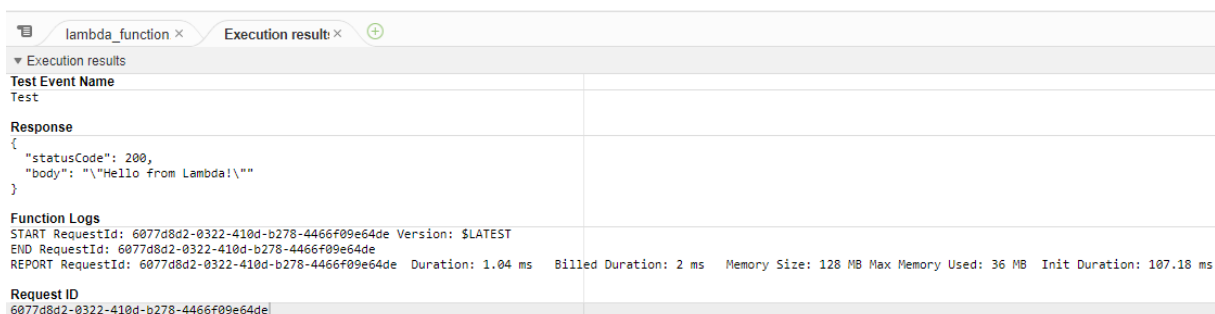 lambda_function ×
Execution results ×
Execution results
Test Event Name
Test
Response
{
"statusCode": 200,
"body": "\"Hello from Lambda!\""
}
Function Logs
START RequestId: 6077d8d2-0322-410d-b278-4466f09e64de Version: $LATEST
END RequestId: 6077d8d2-0322-410d-b278-4466f09e64de
REPORT RequestId: 6077d8d2-0322-410d-b278-4466f09e64de Duration: 1.04 ms Billed Duration: 2 ms Memory Size: 128 MB Max Memory Used: 36 MB Init Duration: 107.18 ms
Request ID
6077d8d2-0322-410d-b278-4466f09e64de